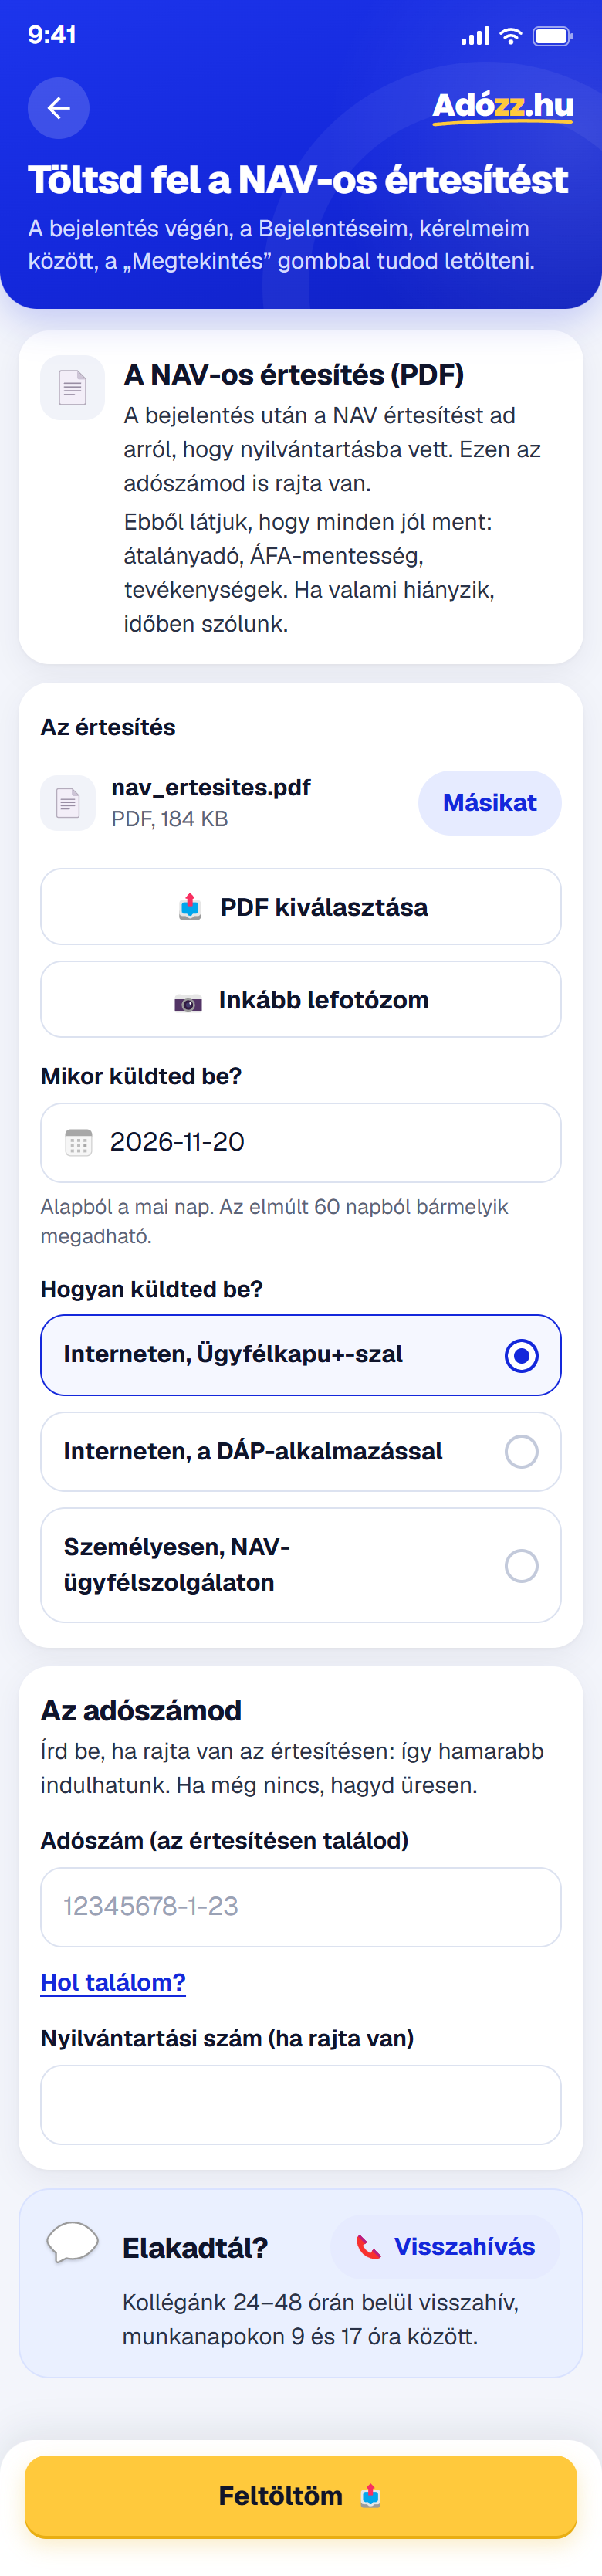 9:41
Adózz.hu
Töltsd fel a NAV-os értesítést
A bejelentés végén, a Bejelentéseim, kérelmeim
között, a „Megtekintés” gombbal tudod letölteni.
A NAV-os értesítés (PDF)
A bejelentés után a NAV értesítést ad
arról, hogy nyilvántartásba vett. Ezen az
adószámod is rajta van.
Ebből látjuk, hogy minden jól ment:
átalányadó, ÁFA-mentesség,
tevékenységek. Ha valami hiányzik,
időben szólunk.
Az értesítés
nav_ertesites.pdf
PDF, 184 KB
Másikat
PDF kiválasztása
Inkább lefotózom
Mikor küldted be?
2026-11-20
Alapból a mai nap. Az elmúlt 60 napból bármelyik
megadható.
Hogyan küldted be?
Interneten, Ügyfélkapu+-szal
Interneten, a DÁP-alkalmazással
Személyesen, NAV-
ügyfélszolgálaton
Az adószámod
Írd be, ha rajta van az értesítésen: így hamarabb
indulhatunk. Ha még nincs, hagyd üresen.
Adószám (az értesítésen találod)
12345678-1-23
Hol találom?
Nyilvántartási szám (ha rajta van)
Elakadtál?
Visszahívás
Kollégánk 24–48 órán belül visszahív,
munkanapokon 9 és 17 óra között.
Feltöltöm